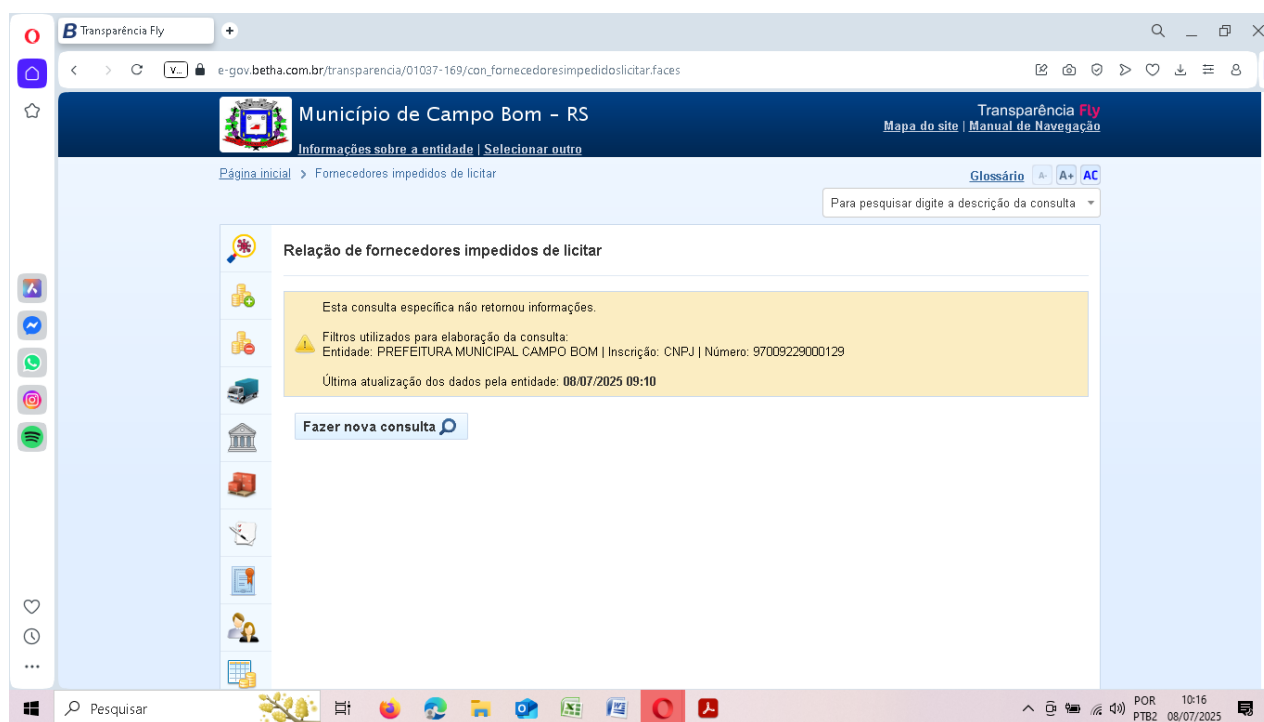 Transparência Fly
V...
e-gov.betha.com.br/transparencia/01037-169/con_fornecedoresimpedidoslicitar.faces
Município de Campo Bom - RS
Informações sobre a entidade | Selecionar outro
Transparência Fly
Mapa do site | Manual de Navegação
Página inicial > Fornecedores impedidos de licitar
Glossário A- A+ AC
Para pesquisar digite a descrição da consulta
Relação de fornecedores impedidos de licitar
Esta consulta específica não retornou informações.
Filtros utilizados para elaboração da consulta:
Entidade: PREFEITURA MUNICIPAL CAMPO BOM | Inscrição: CNPJ | Número: 97009229000129
Última atualização dos dados pela entidade: 08/07/2025 09:10
Fazer nova consulta
Pesquisar
POR
PTB2
10:16
08/07/2025